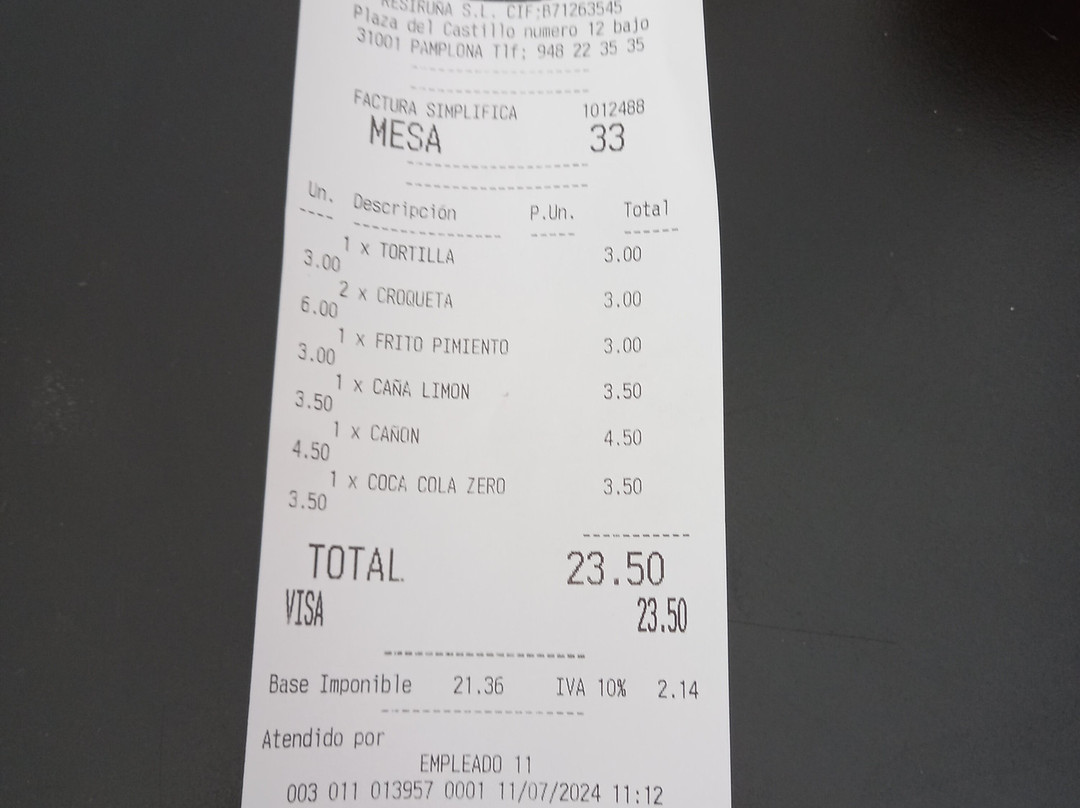 RESIRUÑA S.L. CIF:B71263545
Plaza del Castillo numero 12 bajo
31001 PAMPLONA Tlf; 948 22 35 35
FACTURA SIMPLIFICA 1012488
MESA 33
Un. Descripción P.Un. Total
1 x TORTILLA 3.00
3.00
2 x CROQUETA 3.00
6.00
1 x FRITO PIMIENTO 3.00
3.00
1 x CAÑA LIMON 3.50
3.50
1 x CAÑON 4.50
4.50
1 x COCA COLA ZERO 3.50
3.50
TOTAL 23.50
VISA 23.50
Base Imponible 21.36 IVA 10% 2.14
Atendido por
EMPLEADO 11
003 011 013957 0001 11/07/2024 11:12